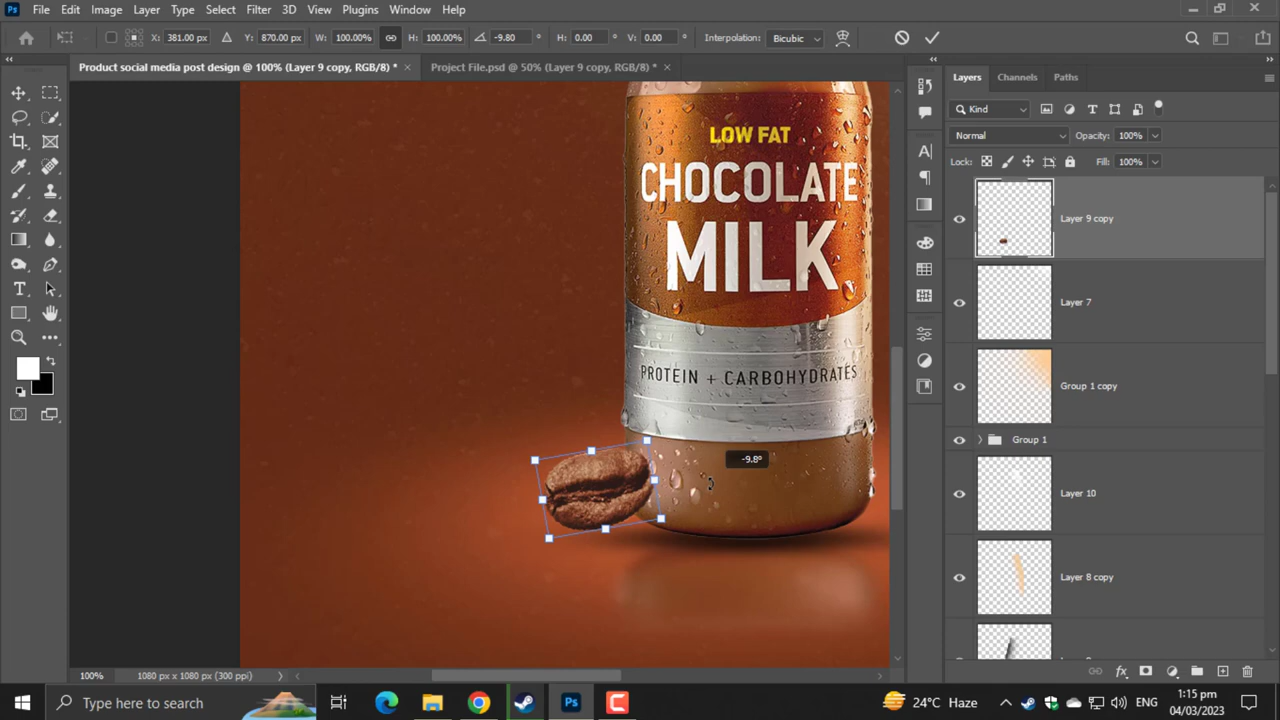 Ps File Edit Image Layer Type Select Filter 3D View Plugins Window Help
X: 381.00 px Y: 870.00 px W: 100.00% H: 100.00% -9.80 ° H: 0.00 ° V: 0.00 ° Interpolation: Bicubic
Product social media post design @ 100% (Layer 9 copy, RGB/8) * × Project File.psd @ 50% (Layer 9 copy, RGB/8) * ×
Layers Channels Paths
Kind
Normal Opacity: 100%
Lock: Fill: 100%
Layer 9 copy
Layer 7
Group 1 copy
Group 1
Layer 10
Layer 8 copy
LOW FAT
CHOCOLATE
MILK
PROTEIN + CARBOHYDRATES
-9.8°
100% 1080 px x 1080 px (300 ppi)
Type here to search
24°C Haze
ENG
1:15 pm
04/03/2023